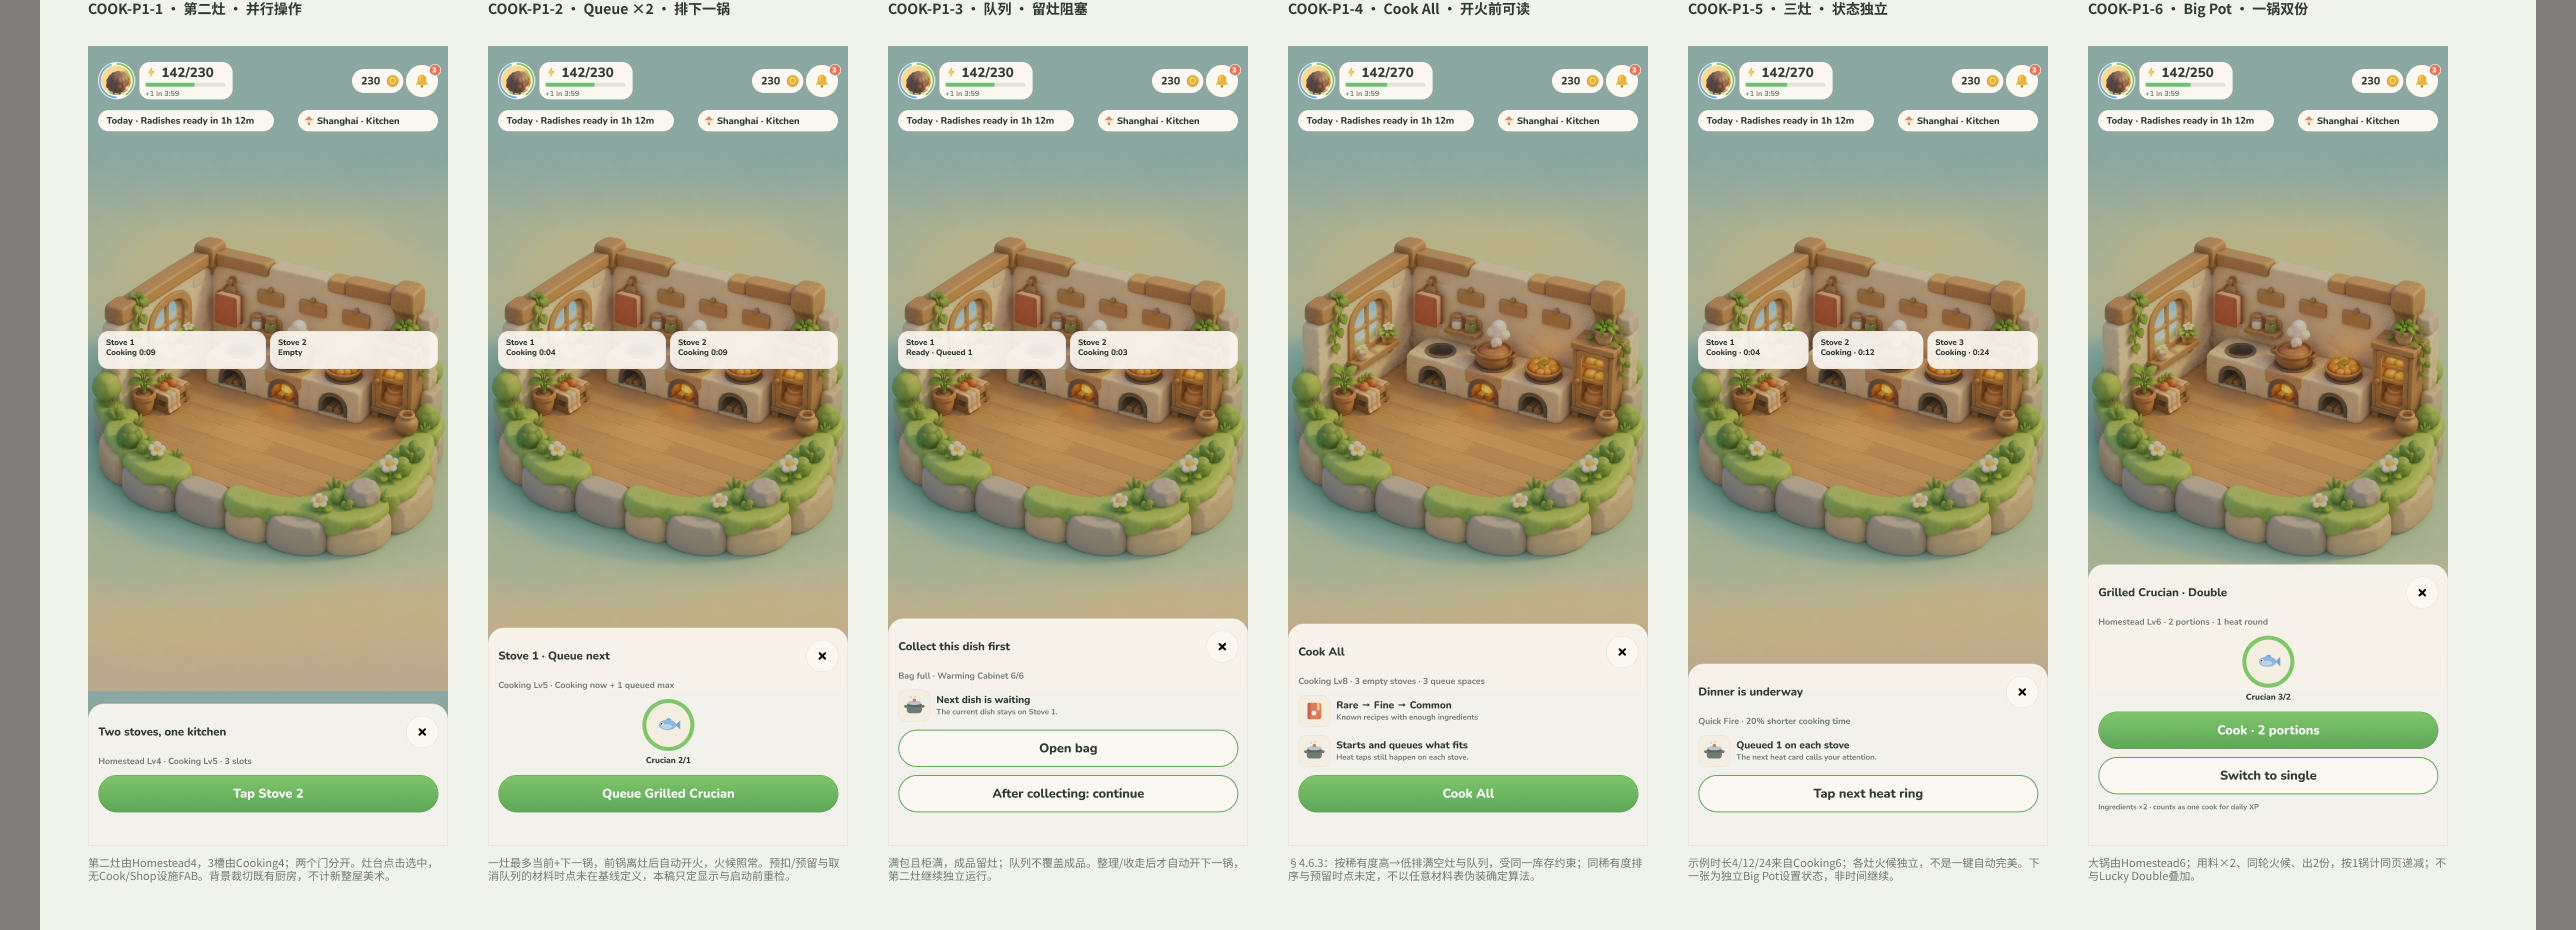 COOK-P1-1 • 第二灶 • 并行操作
142/230
+1 in 3:59
230
3
Today · Radishes ready in 1h 12m
Shanghai · Kitchen
Stove 1
Cooking 0:09
Stove 2
Empty
Two stoves, one kitchen
×
Homestead Lv4 · Cooking Lv5 · 3 slots
Tap Stove 2
第二灶由Homestead4，3槽由Cooking4；两个门分开。灶台点击选中，
无Cook/Shop设施FAB。背景裁切既有厨房，不计新整屋美术。
COOK-P1-2 • Queue ×2 • 排下一锅
142/230
+1 in 3:59
230
3
Today · Radishes ready in 1h 12m
Shanghai · Kitchen
Stove 1
Cooking 0:04
Stove 2
Cooking 0:09
Stove 1 · Queue next
×
Cooking Lv5 · Cooking now + 1 queued max
Crucian 2/1
Queue Grilled Crucian
一灶最多当前+下一锅，前锅离灶后自动开火，火候照常。预扣/预留与取
消队列的材料时点未在基线定义，本稿只定显示与启动前重检。
COOK-P1-3 • 队列 • 留灶阻塞
142/230
+1 in 3:59
230
3
Today · Radishes ready in 1h 12m
Shanghai · Kitchen
Stove 1
Ready · Queued 1
Stove 2
Cooking 0:03
Collect this dish first
×
Bag full · Warming Cabinet 6/6
Next dish is waiting
The current dish stays on Stove 1.
Open bag
After collecting: continue
满包且柜满，成品留灶；队列不覆盖成品。整理/收走后才自动开下一锅，
第二灶继续独立运行。
COOK-P1-4 • Cook All • 开火前可读
142/270
+1 in 3:59
230
3
Today · Radishes ready in 1h 12m
Shanghai · Kitchen
Cook All
×
Cooking Lv8 · 3 empty stoves · 3 queue spaces
Rare → Fine → Common
Known recipes with enough ingredients
Starts and queues what fits
Heat taps still happen on each stove.
Cook All
§4.6.3：按稀有度高→低排满空灶与队列，受同一库存约束；同稀有度排
序与预留时点未定，不以任意材料表伪装确定算法。
COOK-P1-5 • 三灶 • 状态独立
142/270
+1 in 3:59
230
3
Today · Radishes ready in 1h 12m
Shanghai · Kitchen
Stove 1
Cooking · 0:04
Stove 2
Cooking · 0:12
Stove 3
Cooking · 0:24
Dinner is underway
×
Quick Fire · 20% shorter cooking time
Queued 1 on each stove
The next heat card calls your attention.
Tap next heat ring
示例时长4/12/24来自Cooking6；各灶火候独立，不是一键自动完美。下
一张为独立Big Pot设置状态，非时间继续。
COOK-P1-6 • Big Pot • 一锅双份
142/250
+1 in 3:59
230
3
Today · Radishes ready in 1h 12m
Shanghai · Kitchen
Grilled Crucian · Double
×
Homestead Lv6 · 2 portions · 1 heat round
Crucian 3/2
Cook · 2 portions
Switch to single
Ingredients ×2 · counts as one cook for daily XP
大锅由Homestead6；用料×2、同轮火候、出2份，按1锅计同页递减；不
与Lucky Double叠加。